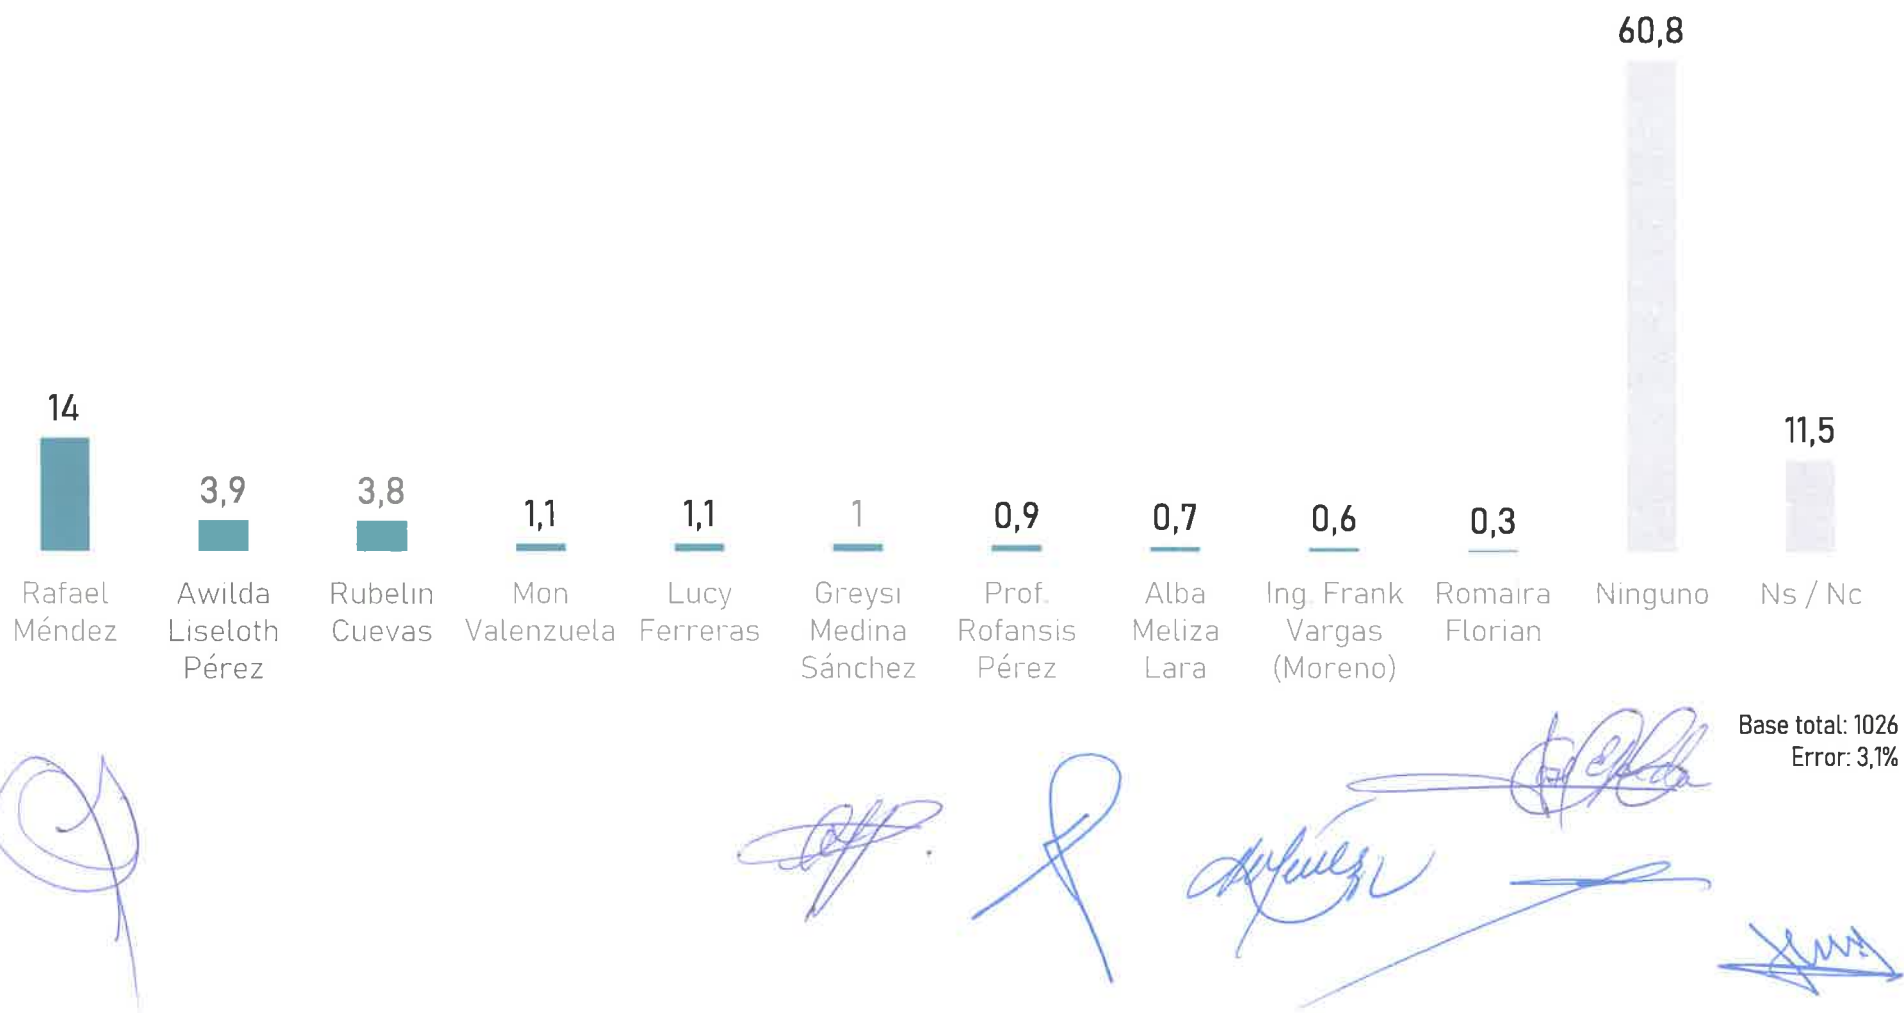 60,8
14
3,9
3,8
1,1
1,1
1
0,9
0,7
0,6
0,3
11,5
Rafael
Méndez
Awilda
Liseloth
Pérez
Rubelin
Cuevas
Mon
Valenzuela
Lucy
Ferreras
Greysi
Medina
Sánchez
Prof.
Rofansis
Pérez
Alba
Meliza
Lara
Ing. Frank
Vargas
(Moreno)
Romaira
Florian
Ninguno
Ns / Nc
Base total: 1026
Error: 3,1%